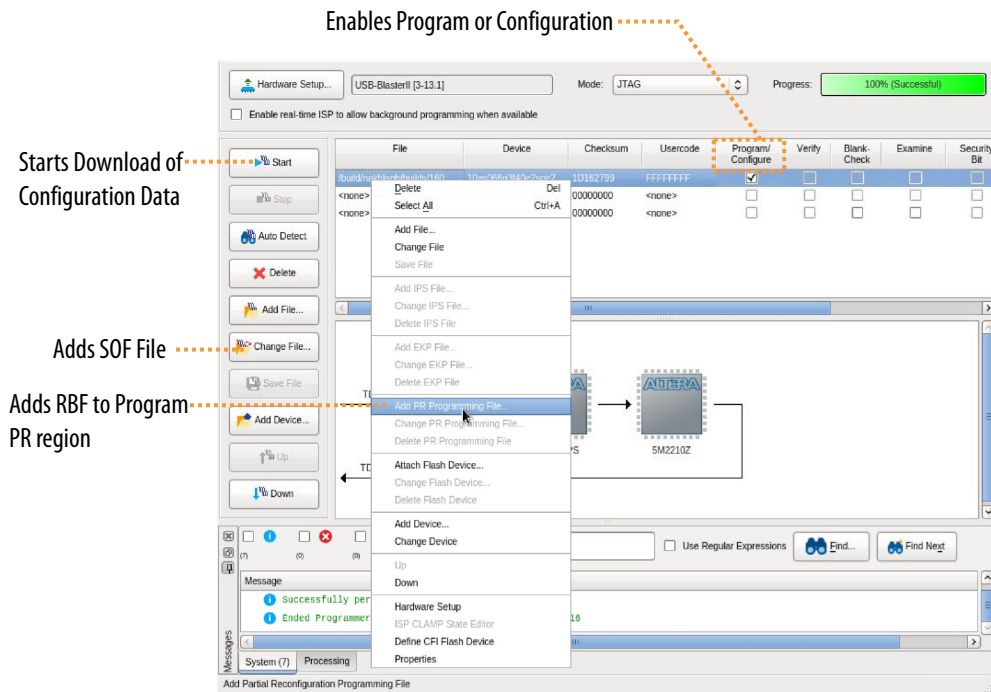 Enables Program or Configuration
Hardware Setup...
USB-BlasterII [3-13.1]
Mode: JTAG
Progress: 100% (Successful)
Enable real-time ISP to allow background programming when available
Starts Download of
Configuration Data
Start
Stop
Auto Detect
Delete
Add File...
Adds SOF File
Change File...
Save File
Adds RBF to Program
PR region
Add Device...
Up
Down
File Device Checksum Usercode Program/ Configure Verify Blank- Check Examine Security Bit
1D162799 FFFFFFFF
<none> 00000000 <none>
<none> 00000000 <none>
Delete Del
Select All Ctrl+A
Add File...
Change File
Save File
Add IPS File...
Change IPS File...
Delete IPS File
Add EKP File...
Change EKP File...
Delete EKP File
Add PR Programming File...
Change PR Programming File...
Delete PR Programming File
Attach Flash Device...
Change Flash Device...
Delete Flash Device
Add Device...
Change Device
Up
Down
Hardware Setup
ISP CLAMP State Editor
Define CFI Flash Device
Properties
ALTERA
5M2210Z
(7) (0) (0)
Use Regular Expressions
Find...
Find Next
Message
Successfully per
Ended Programmer 16
Messages
System (7)
Processing
Add Partial Reconfiguration Programming File